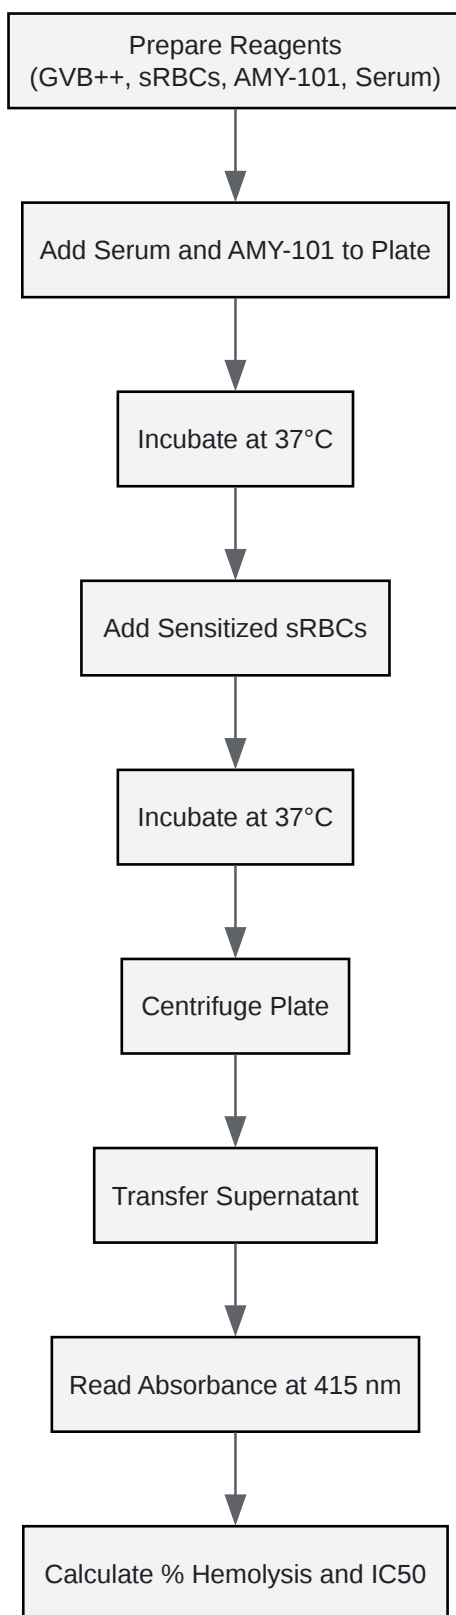 Prepare Reagents
(GVB++, sRBCs, AMY-101, Serum)
Add Serum and AMY-101 to Plate
Incubate at 37°C
Add Sensitized sRBCs
Incubate at 37°C
Centrifuge Plate
Transfer Supernatant
Read Absorbance at 415 nm
Calculate % Hemolysis and IC50